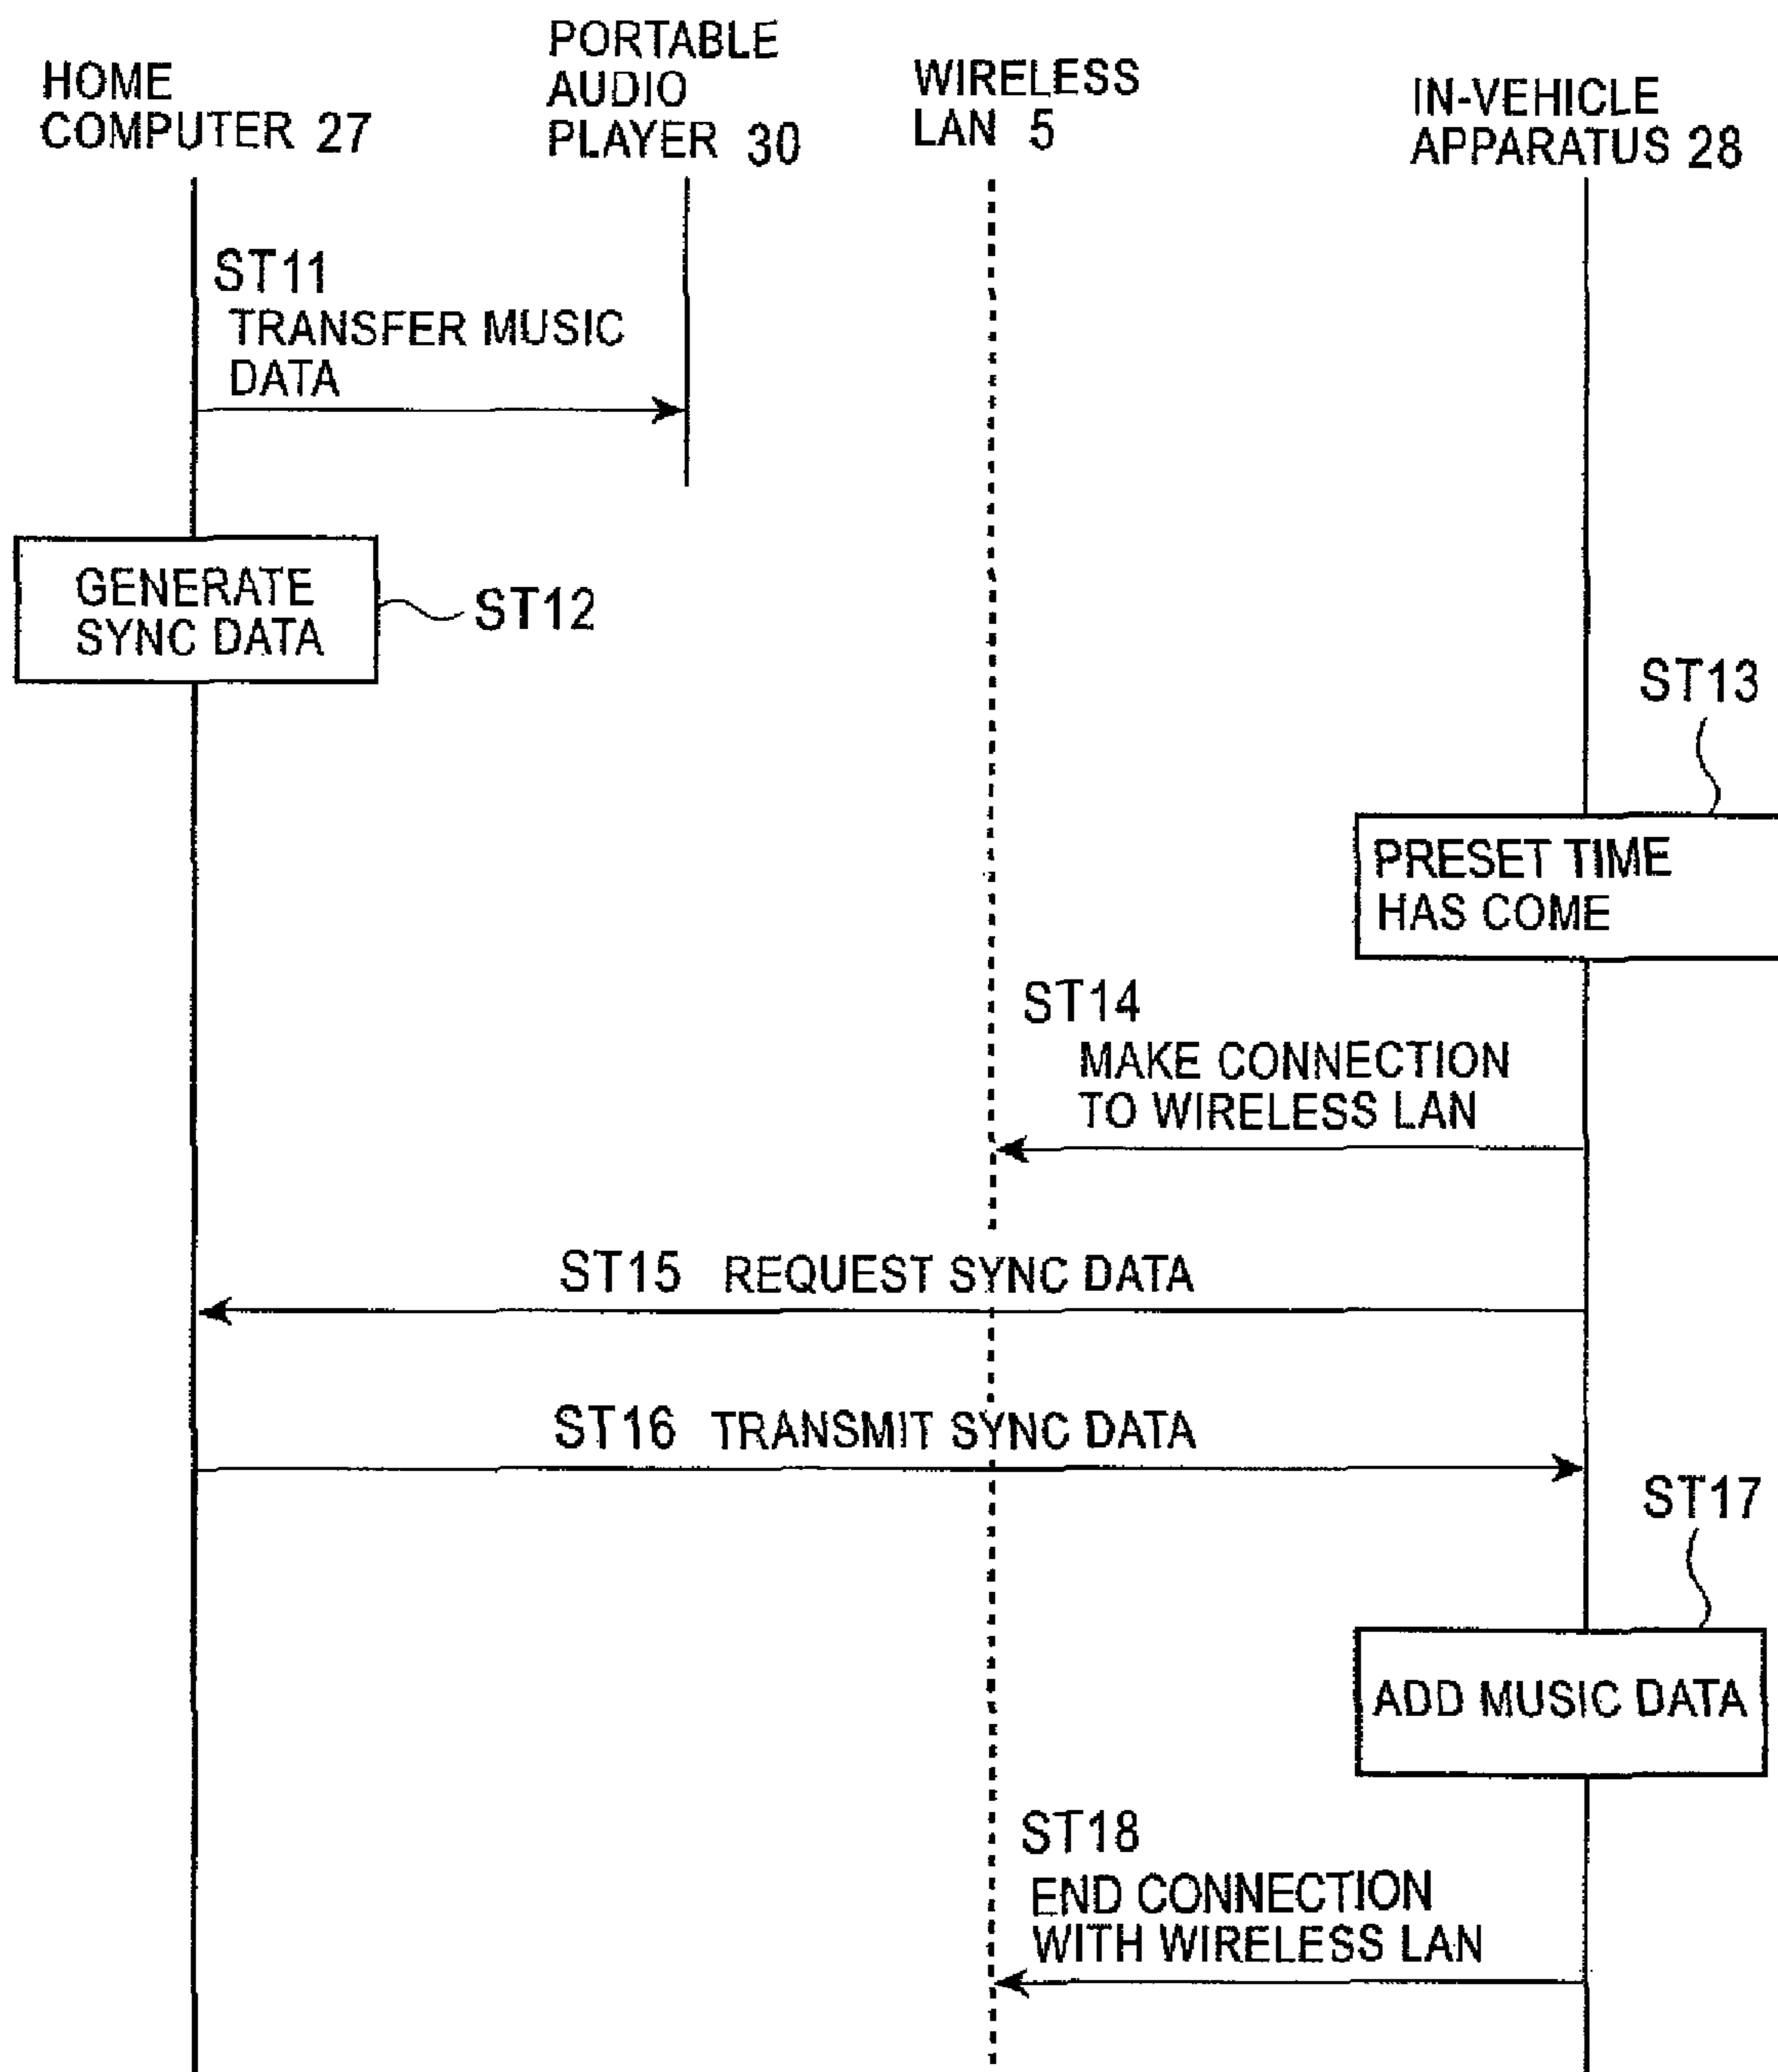 HOME
COMPUTER 27
PORTABLE
AUDIO
PLAYER 30
WIRELESS
LAN 5
IN-VEHICLE
APPARATUS 28
ST11
TRANSFER MUSIC
DATA
GENERATE
SYNC DATA
ST12
ST13
PRESET TIME
HAS COME
ST14
MAKE CONNECTION
TO WIRELESS LAN
ST15 REQUEST SYNC DATA
ST16 TRANSMIT SYNC DATA
ST17
ADD MUSIC DATA
ST18
END CONNECTION
WITH WIRELESS LAN